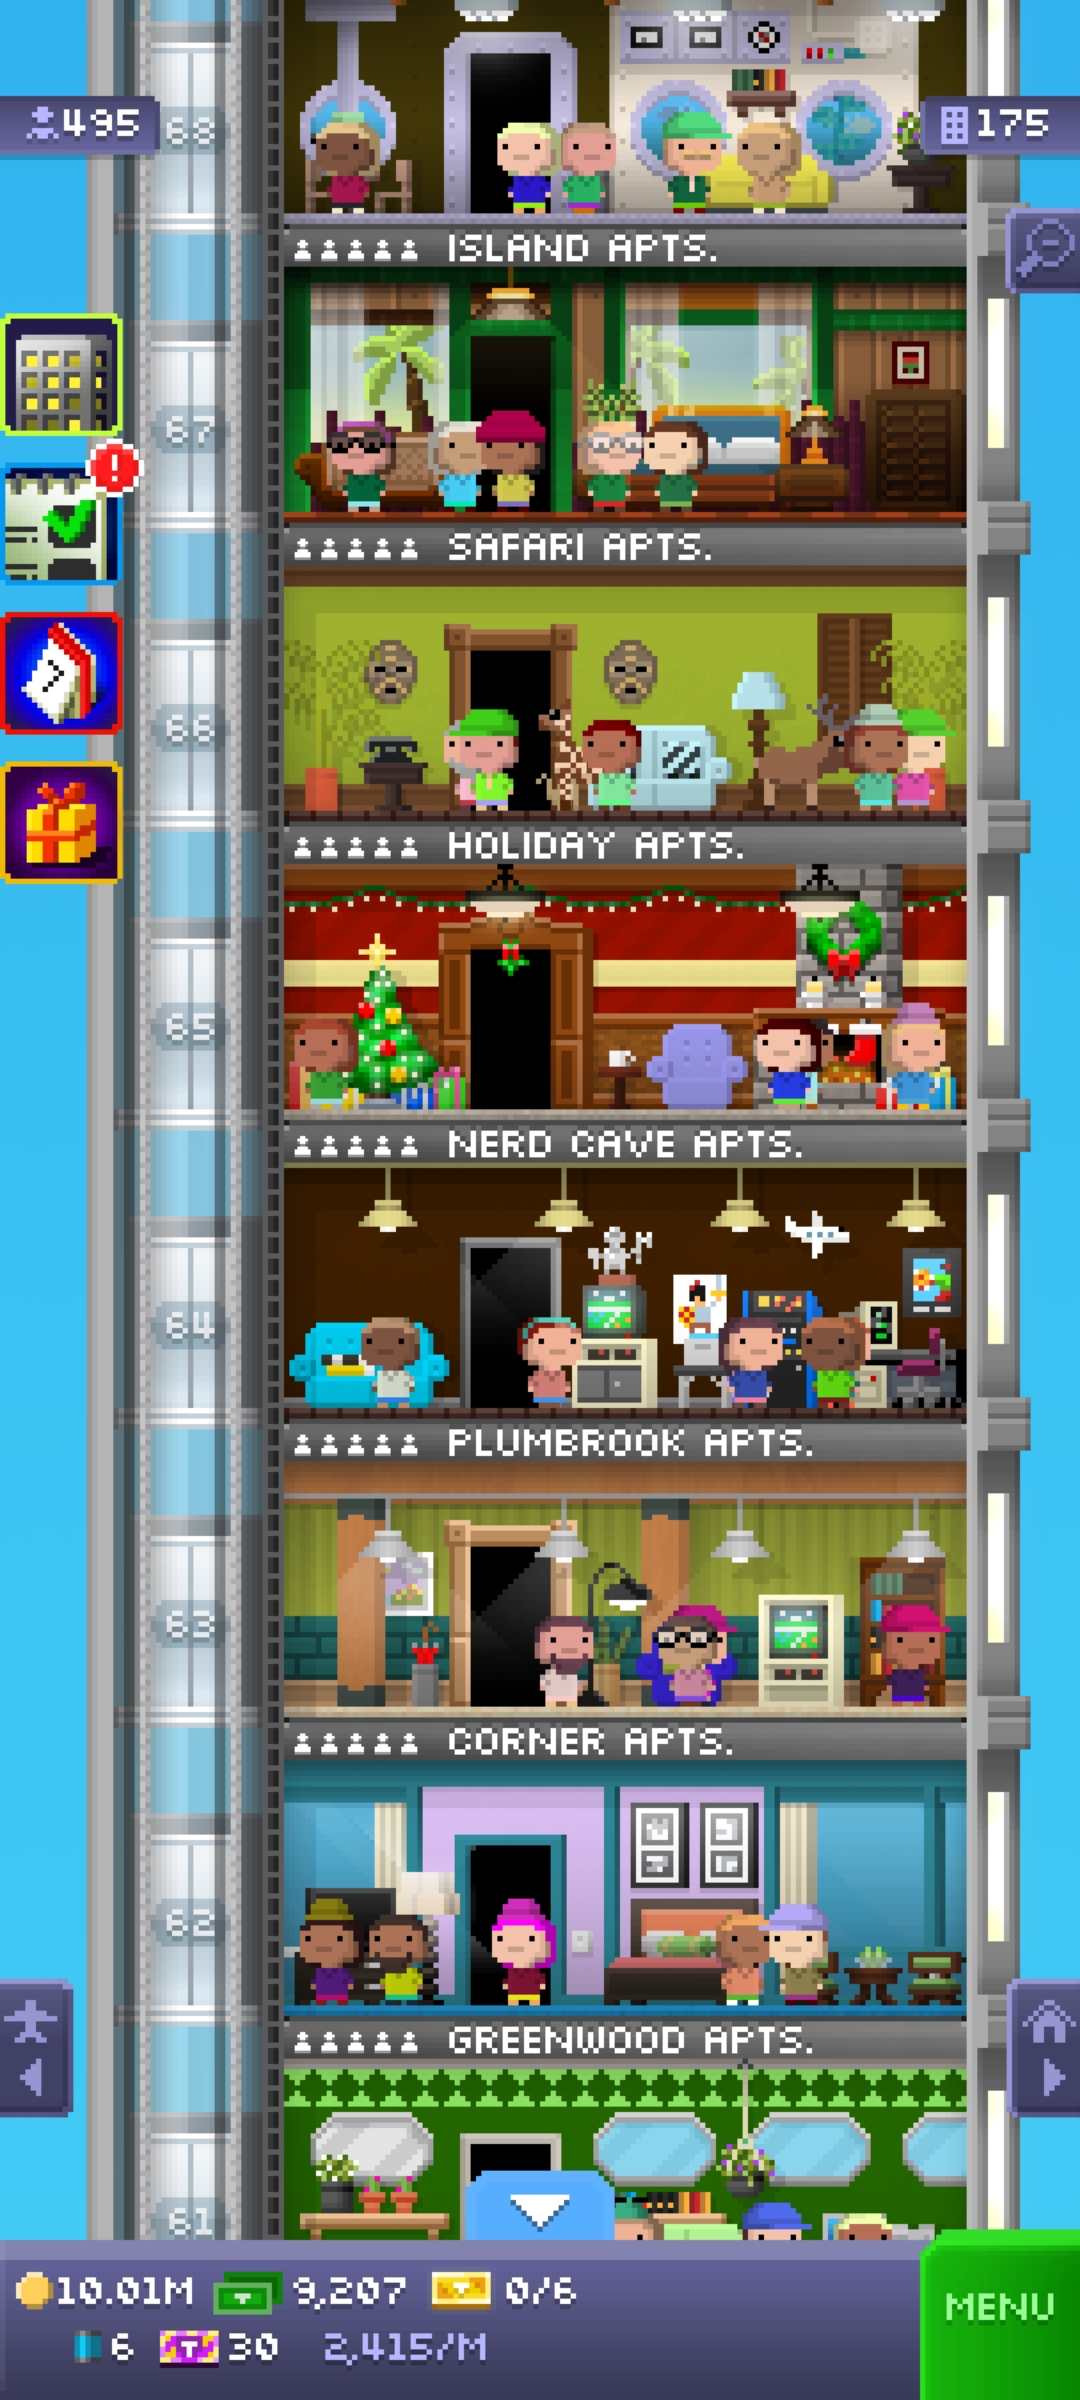 495
68
175
ISLAND APTS.
67
SAFARI APTS.
66
HOLIDAY APTS.
65
NERD CAVE APTS.
64
PLUMBROOK APTS.
63
CORNER APTS.
62
GREENWOOD APTS.
61
10.01M 9,207 0/6
MENU
6 T 30 2,415/M